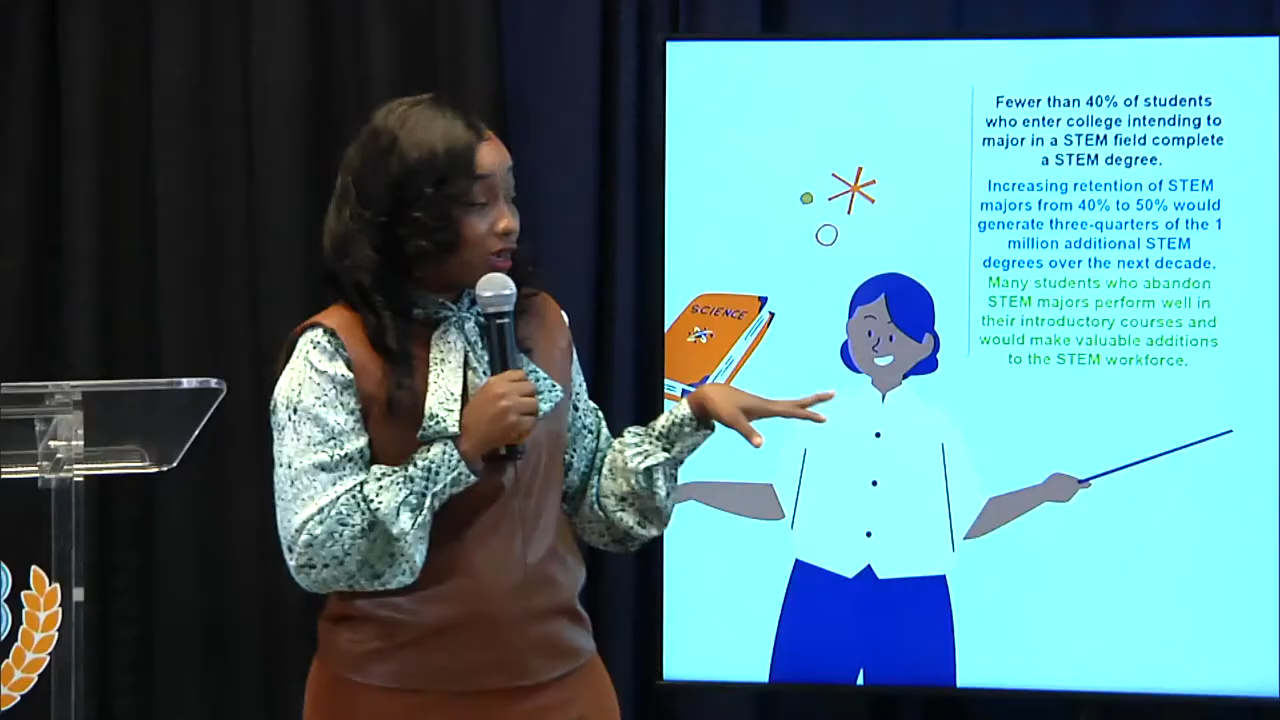 Fewer than 40% of students
who enter college intending to
major in a STEM field complete
a STEM degree.
Increasing retention of STEM
majors from 40% to 50% would
generate three-quarters of the 1
million additional STEM
degrees over the next decade.
Many students who abandon
STEM majors perform well in
their introductory courses and
would make valuable additions
to the STEM workforce.
SCIENCE